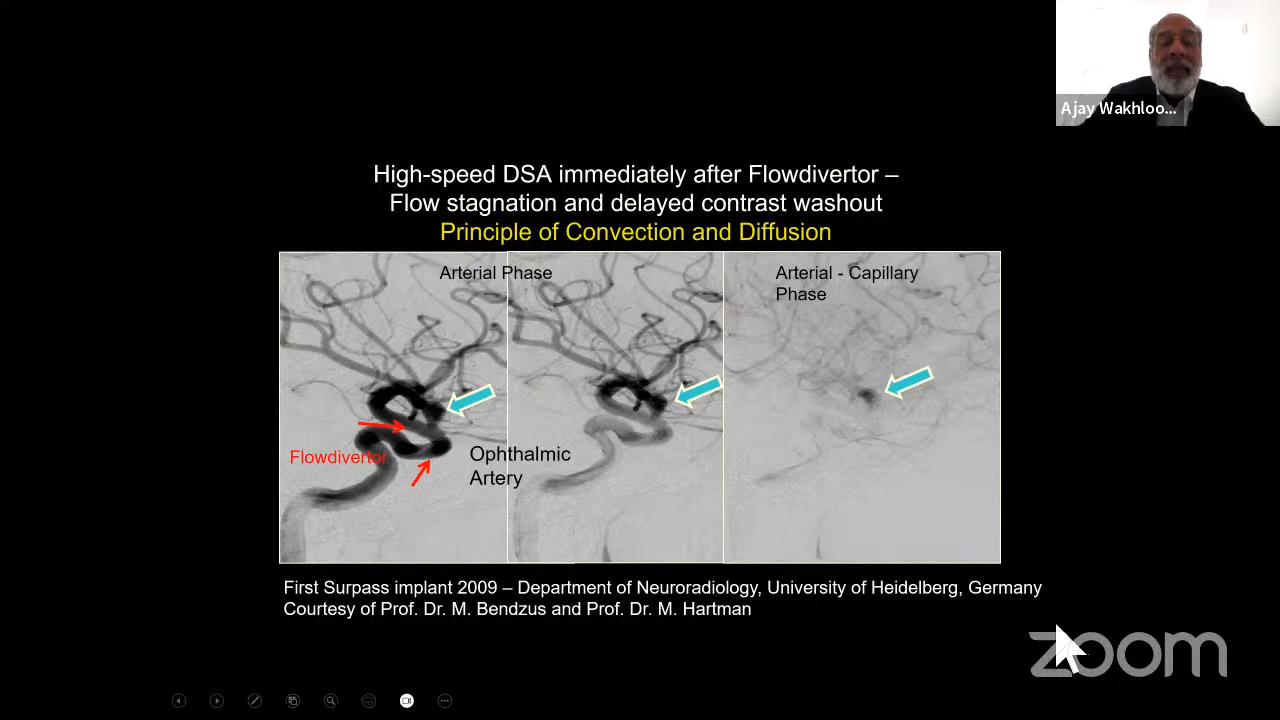 Ajay Wakhloo...
High-speed DSA immediately after Flowdivertor –
Flow stagnation and delayed contrast washout
Principle of Convection and Diffusion
Arterial Phase
Arterial - Capillary
Phase
Flowdivertor
Ophthalmic
Artery
First Surpass implant 2009 – Department of Neuroradiology, University of Heidelberg, Germany
Courtesy of Prof. Dr. M. Bendzus and Prof. Dr. M. Hartman
zoom